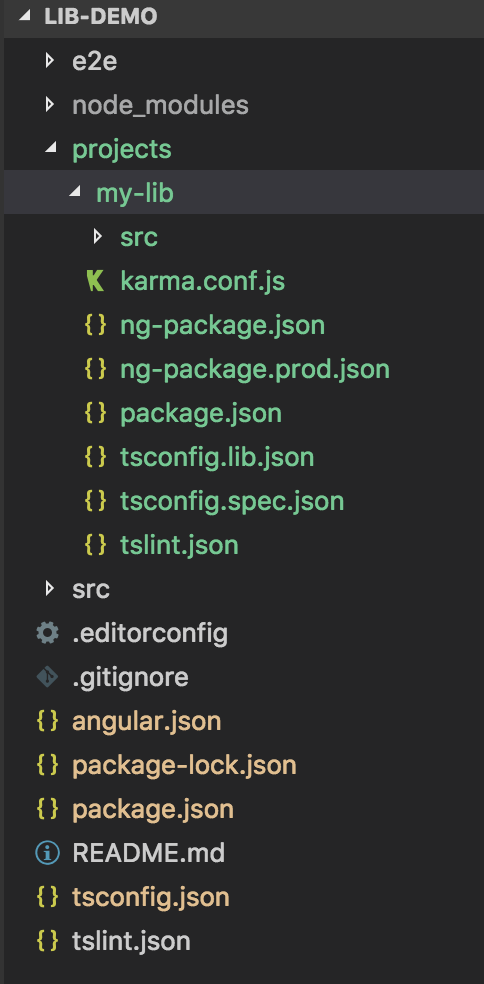 LIB-DEMO
e2e
node_modules
projects
my-lib
src
karma.conf.js
{} ng-package.json
{} ng-package.prod.json
{} package.json
{} tsconfig.lib.json
{} tsconfig.spec.json
{} tslint.json
src
.editorconfig
.gitignore
{} angular.json
{} package-lock.json
{} package.json
README.md
{} tsconfig.json
{} tslint.json